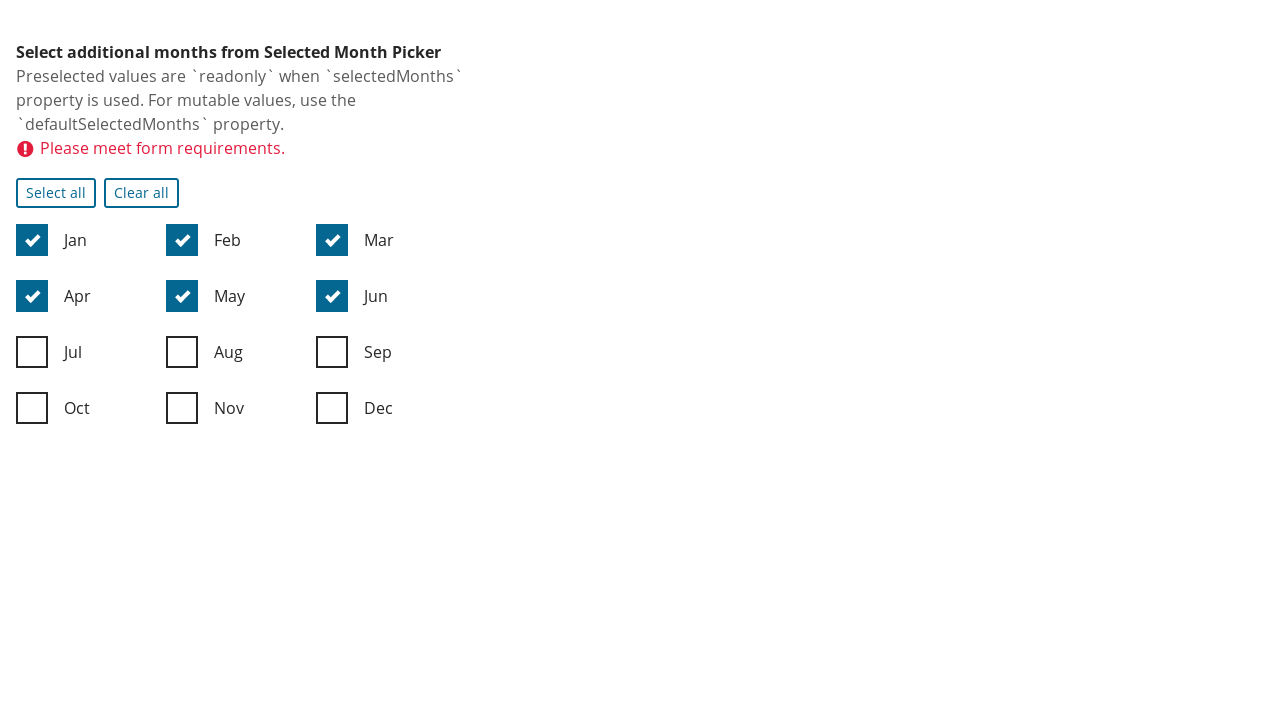 Select additional months from Selected Month Picker
Preselected values are `readonly` when `selectedMonths`
property is used. For mutable values, use the
`defaultSelectedMonths` property.
Please meet form requirements.
Select all Clear all
Jan Feb Mar
Apr May Jun
Jul Aug Sep
Oct Nov Dec